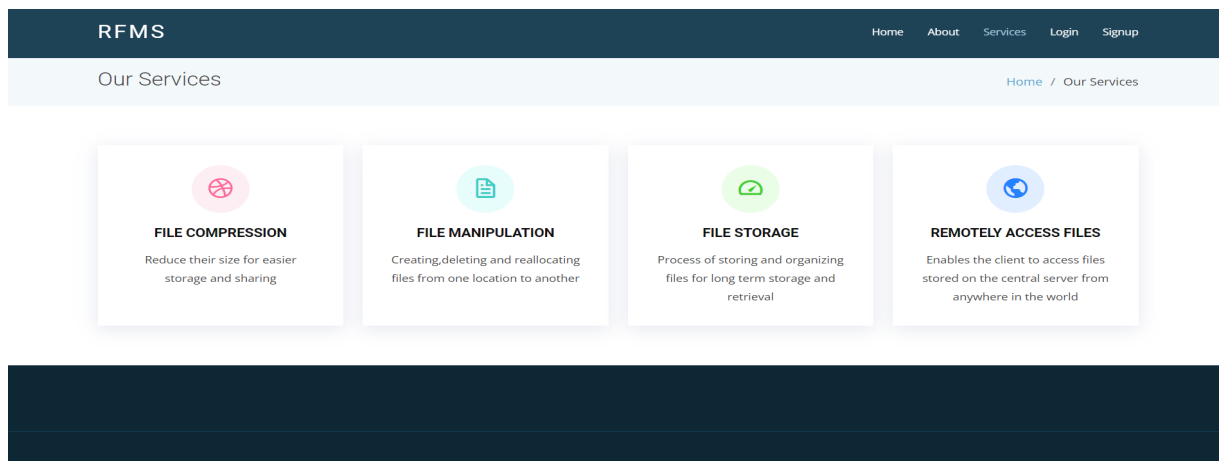 RFMS
Home About Services Login Signup
Our Services
Home / Our Services
FILE COMPRESSION
Reduce their size for easier
storage and sharing
FILE MANIPULATION
Creating,deleting and reallocating
files from one location to another
FILE STORAGE
Process of storing and organizing
files for long term storage and
retrieval
REMOTELY ACCESS FILES
Enables the client to access files
stored on the central server from
anywhere in the world